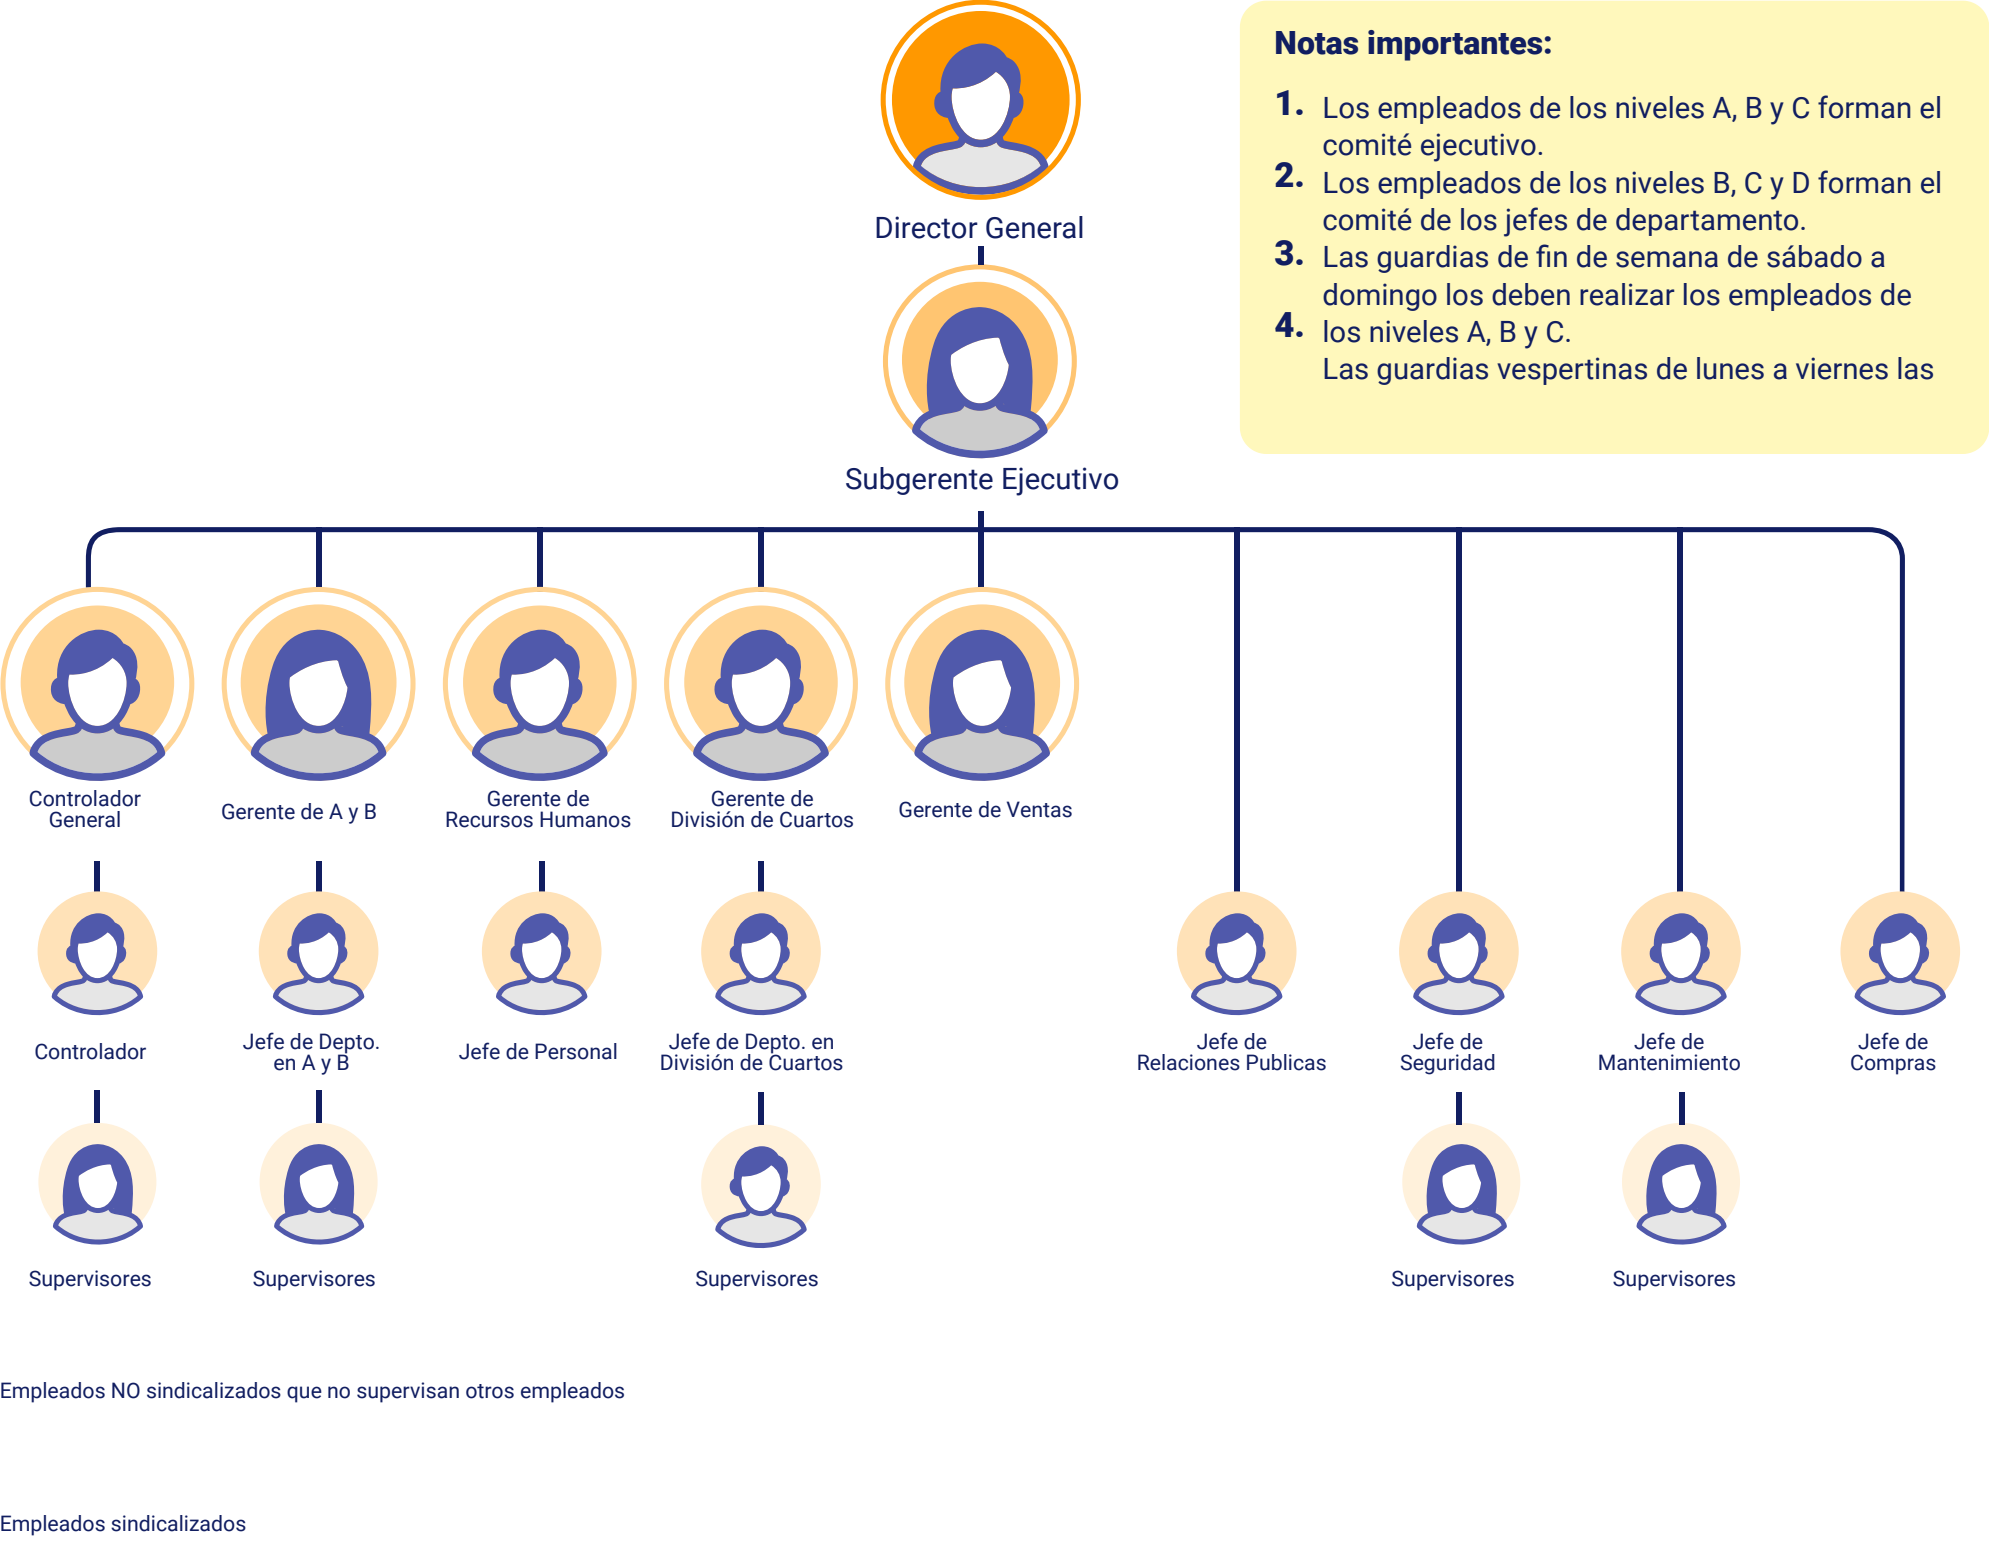 Notas importantes:
1. Los empleados de los niveles A, B y C forman el
comité ejecutivo.
2. Los empleados de los niveles B, C y D forman el
comité de los jefes de departamento.
3. Las guardias de fin de semana de sábado a
domingo los deben realizar los empleados de
4. los niveles A, B y C.
Las guardias vespertinas de lunes a viernes las
Director General
Subgerente Ejecutivo
Controlador
General
Gerente de A y B
Gerente de
Recursos Humanos
Gerente de
División de Cuartos
Gerente de Ventas
Controlador
Jefe de Depto.
en A y B
Jefe de Personal
Jefe de Depto. en
División de Cuartos
Jefe de
Relaciones Publicas
Jefe de
Seguridad
Jefe de
Mantenimiento
Jefe de
Compras
Supervisores
Supervisores
Supervisores
Supervisores
Supervisores
Empleados NO sindicalizados que no supervisan otros empleados
Empleados sindicalizados